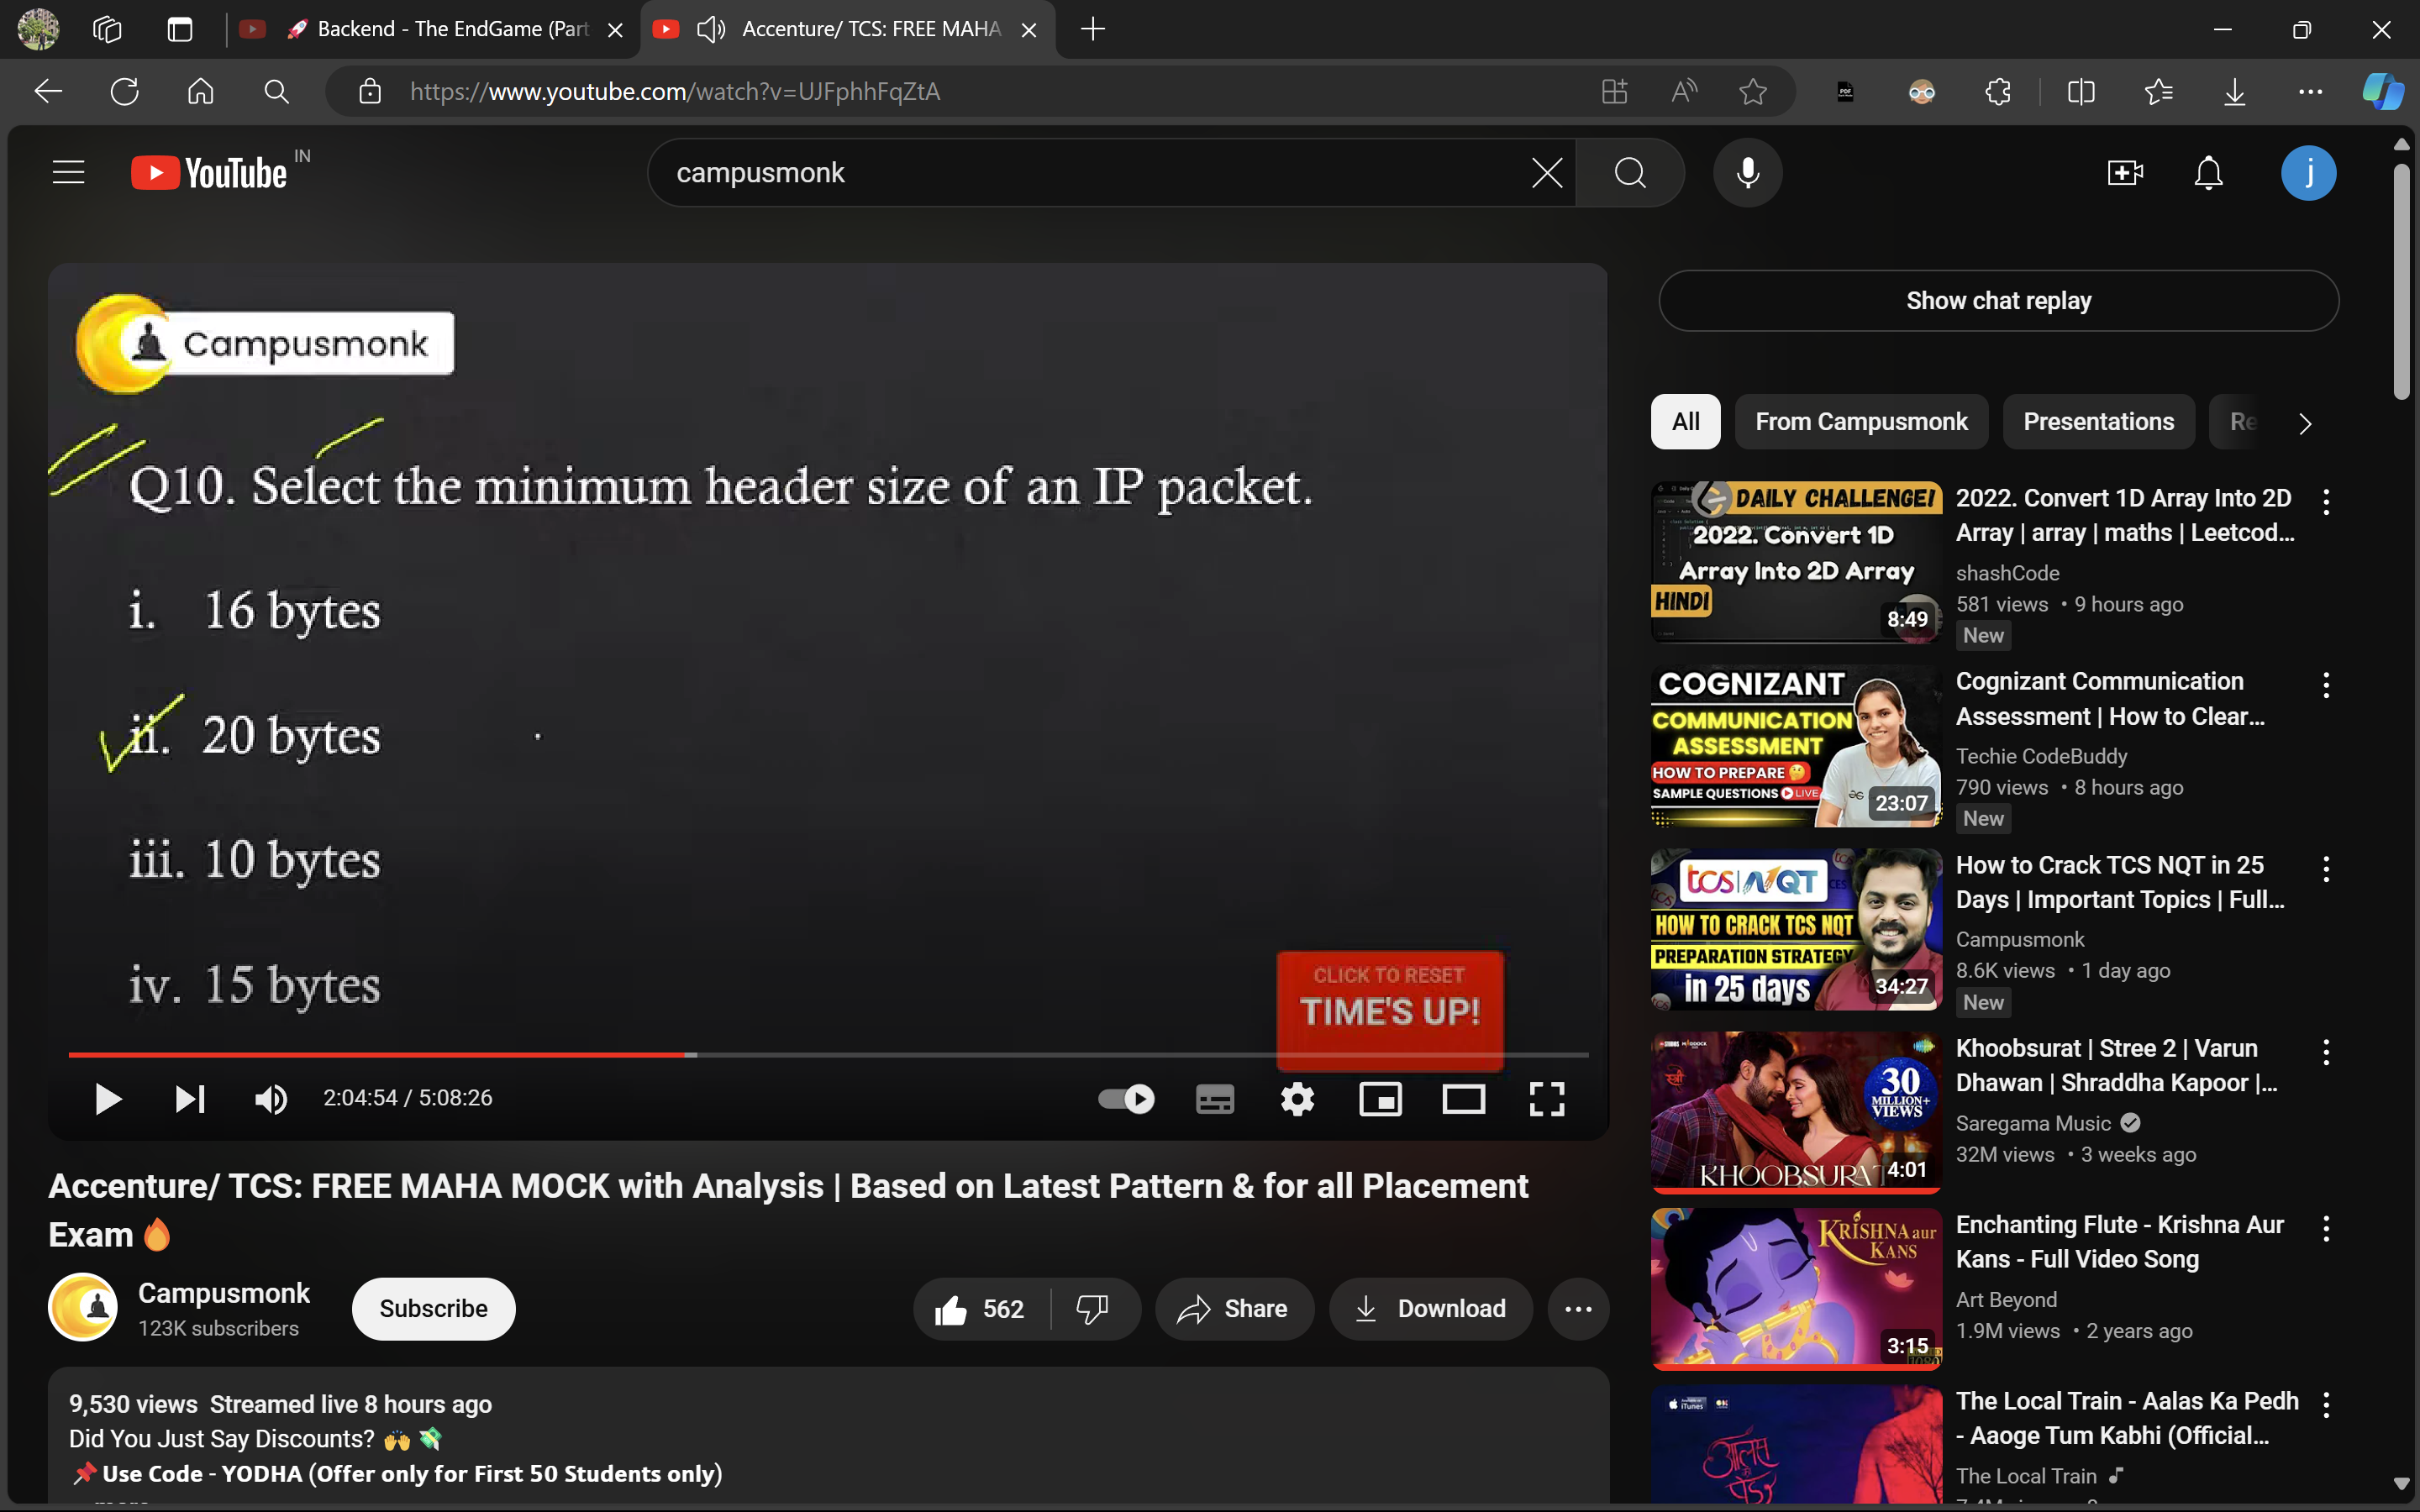 Backend - The EndGame (Part
Accenture/ TCS: FREE MAHA
https://www.youtube.com/watch?v=UJFphhFqZtA
YouTube IN
campusmonk
j
Campusmonk
Q10. Select the minimum header size of an IP packet.
i. 16 bytes
ii. 20 bytes
iii. 10 bytes
iv. 15 bytes
CLICK TO RESET
TIME'S UP!
2:04:54 / 5:08:26
Accenture/ TCS: FREE MAHA MOCK with Analysis | Based on Latest Pattern & for all Placement
Exam🔥
Campusmonk
123K subscribers
Subscribe
562
Share
Download
9,530 views Streamed live 8 hours ago
Did You Just Say Discounts? 🙌 💸
📌 Use Code - YODHA (Offer only for First 50 Students only)
Show chat replay
All
From Campusmonk
Presentations
Re
DAILY CHALLENGE!
2022. Convert 1D
Array Into 2D Array
HINDI
8:49
2022. Convert 1D Array Into 2D
Array | array | maths | Leetcod...
shashCode
581 views • 9 hours ago
New
COGNIZANT
COMMUNICATION
ASSESSMENT
HOW TO PREPARE
SAMPLE QUESTIONS LIVE
23:07
Cognizant Communication
Assessment | How to Clear...
Techie CodeBuddy
790 views • 8 hours ago
New
tcs NQT
HOW TO CRACK TCS NQT
PREPARATION STRATEGY
in 25 days
34:27
How to Crack TCS NQT in 25
Days | Important Topics | Full...
Campusmonk
8.6K views • 1 day ago
New
30
MILLION+
VIEWS
KHOOBSURAT
4:01
Khoobsurat | Stree 2 | Varun
Dhawan | Shraddha Kapoor |...
Saregama Music
32M views • 3 weeks ago
KRISHNA aur
KANS
3:15
Enchanting Flute - Krishna Aur
Kans - Full Video Song
Art Beyond
1.9M views • 2 years ago
iTunes
आलस
का
पेड़
The Local Train - Aalas Ka Pedh
- Aaoge Tum Kabhi (Official...
The Local Train